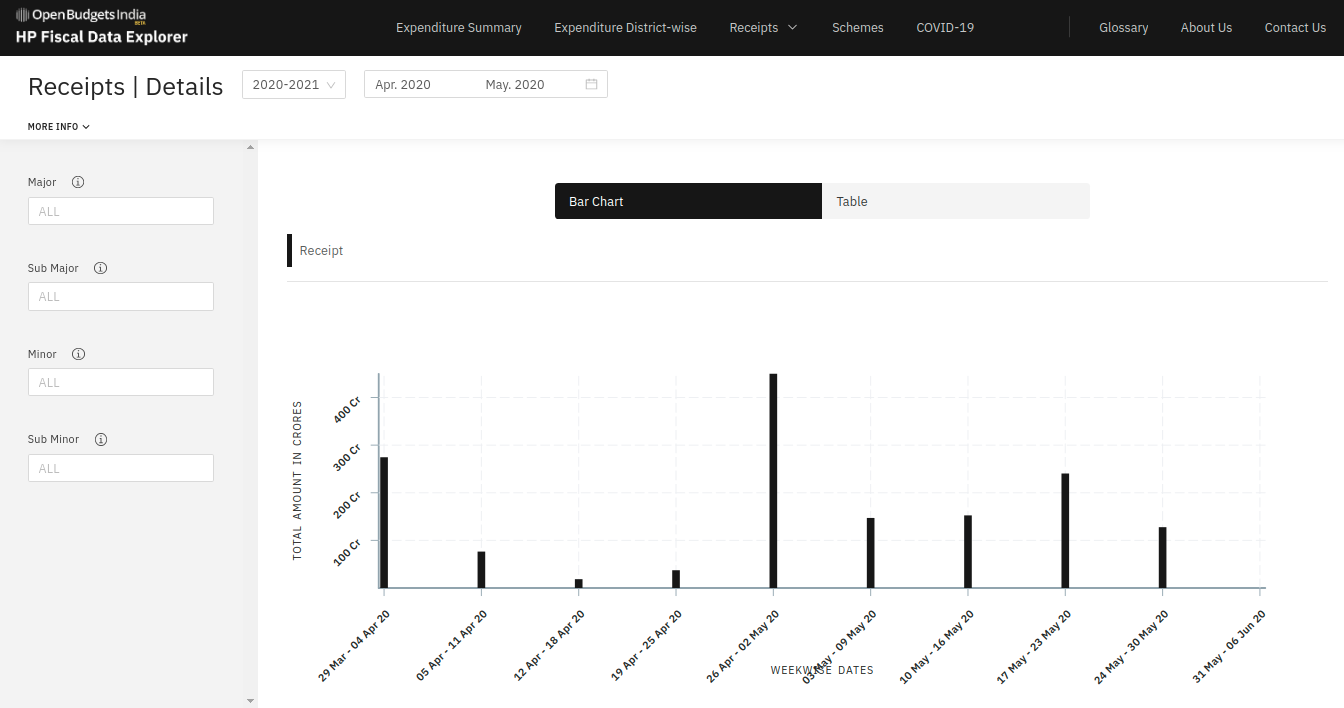 OpenBudgetsIndia
BETA
HP Fiscal Data Explorer
Expenditure Summary
Expenditure District-wise
Receipts
Schemes
COVID-19
Glossary
About Us
Contact Us
Receipts | Details
2020-2021
Apr. 2020
May. 2020
MORE INFO
Major
ALL
Sub Major
ALL
Minor
ALL
Sub Minor
ALL
Bar Chart
Table
Receipt
TOTAL AMOUNT IN CRORES
400 Cr
300 Cr
200 Cr
100 Cr
29 Mar - 04 Apr 20
05 Apr - 11 Apr 20
12 Apr - 18 Apr 20
19 Apr - 25 Apr 20
26 Apr - 02 May 20
03 May - 09 May 20
10 May - 16 May 20
17 May - 23 May 20
24 May - 30 May 20
31 May - 06 Jun 20
WEEKWISE DATES